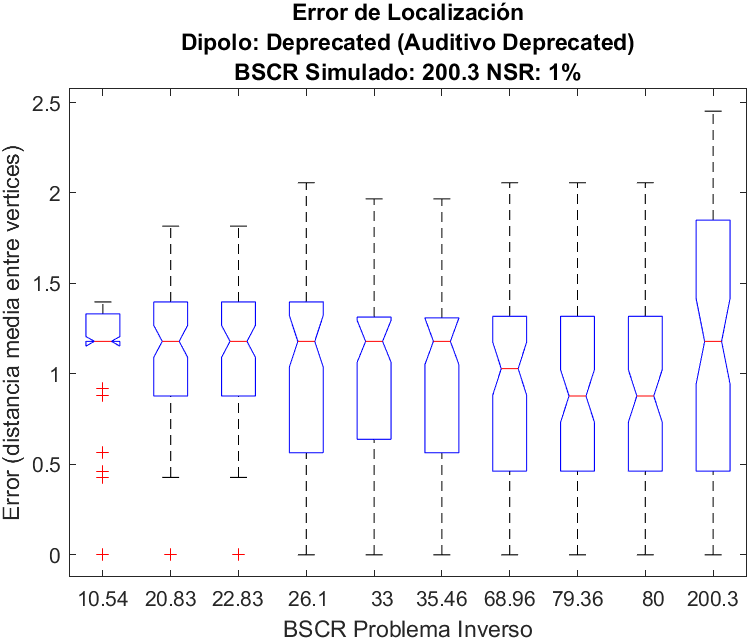 Error de Localización
Dipolo: Deprecated (Auditivo Deprecated)
BSCR Simulado: 200.3 NSR: 1%
Error (distancia media entre vertices)
2.5
2
1.5
1
0.5
0
10.54 20.83 22.83 26.1 33 35.46 68.96 79.36 80 200.3
BSCR Problema Inverso